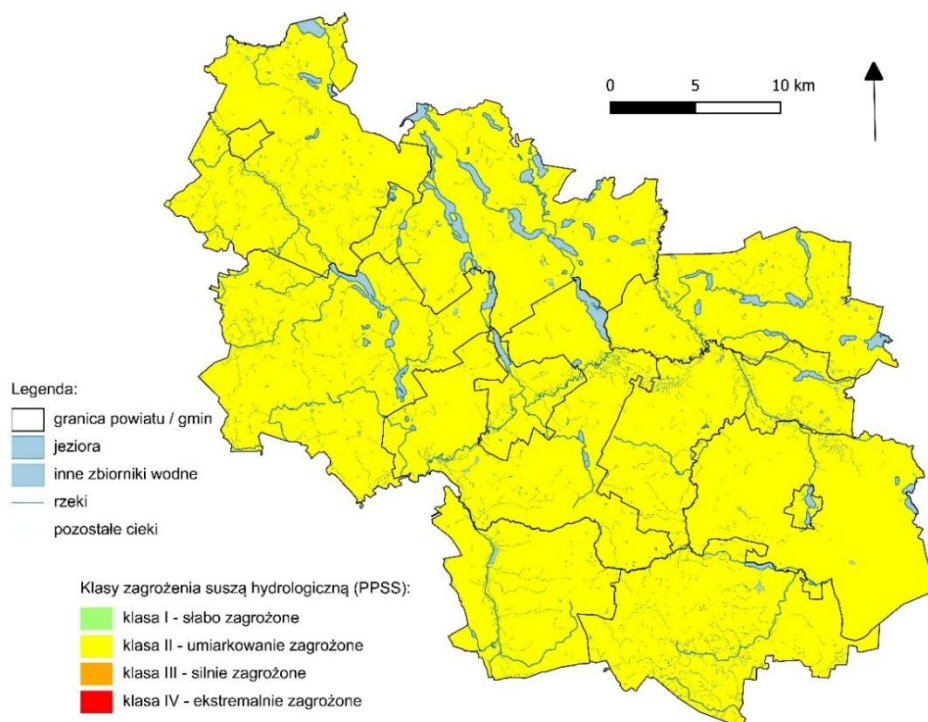 0 5 10 km
Legenda:
granica powiatu / gmin
jeziora
inne zbiorniki wodne
rzeki
pozostałe cieki
Klasy zagrożenia suszą hydrologiczną (PPSS):
klasa I - słabo zagrożone
klasa II - umiarkowanie zagrożone
klasa III - silnie zagrożone
klasa IV - ekstremalnie zagrożone